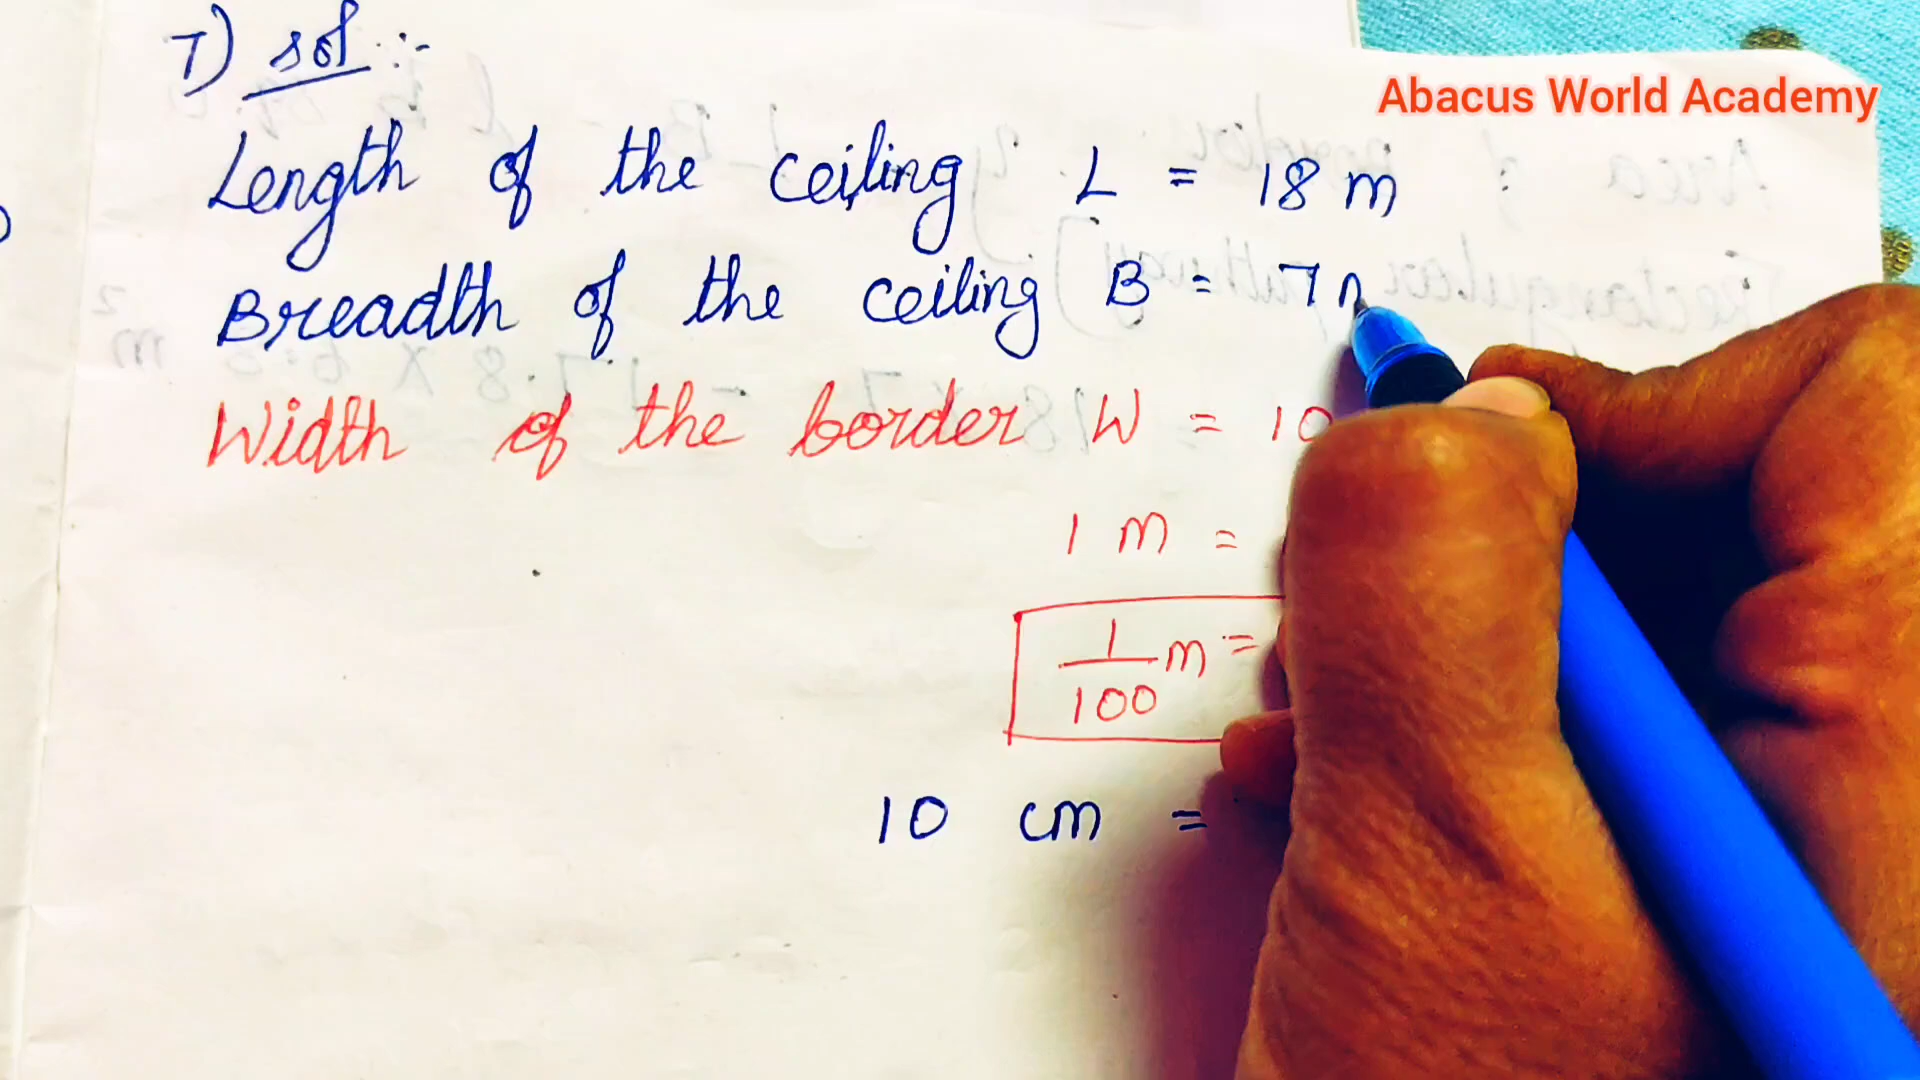 7) sol :-
Abacus World Academy
Length of the ceiling L = 18 m
Breadth of the ceiling B = 7
Width of the border W = 10
1 m =
1/100 m =
10 cm =